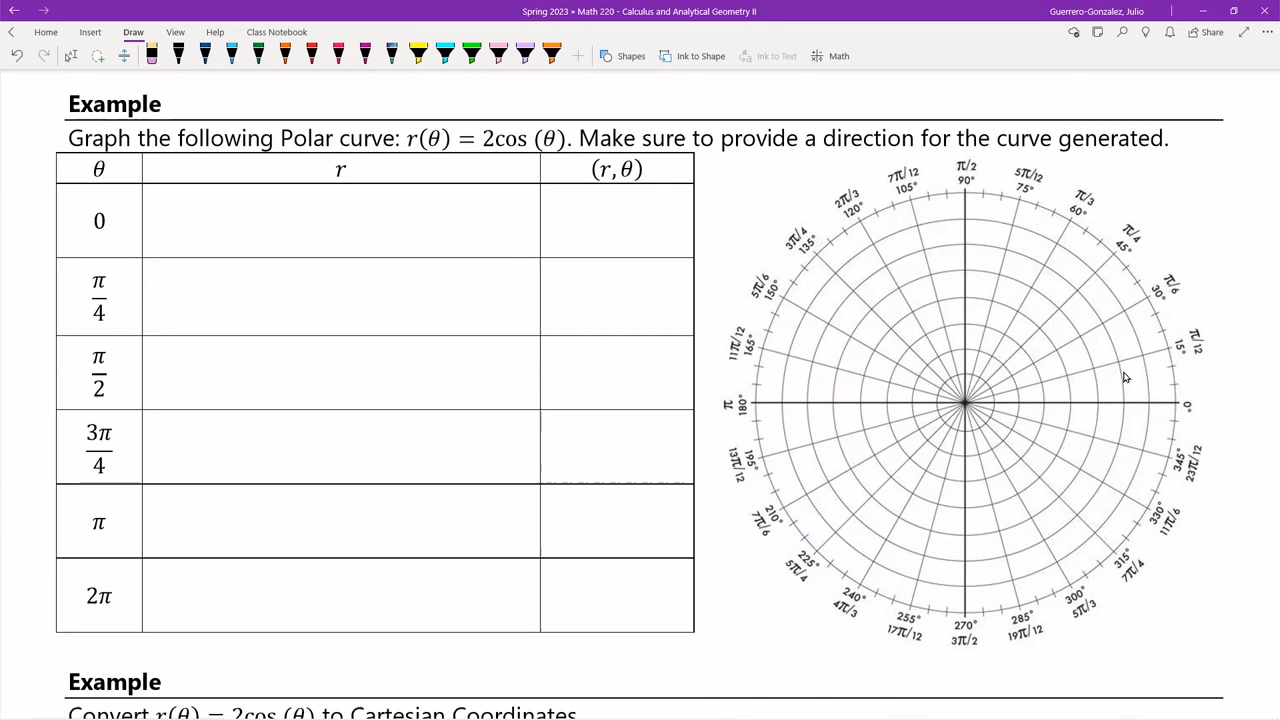 Spring 2023 » Math 220 - Calculus and Analytical Geometry II
Guerrero-Gonzalez, Julio
Home Insert Draw View Help Class Notebook
Share
Shapes Ink to Shape Ink to Text Math
Example
Graph the following Polar curve: r(θ) = 2cos (θ). Make sure to provide a direction for the curve generated.
θ r (r, θ)
0
π/4
π/2
3π/4
π
2π
π/2
90°
5π/12
75°
π/3
60°
π/4
45°
π/6
30°
π/12
15°
0°
345°
23π/12
330°
11π/6
315°
7π/4
300°
5π/3
285°
19π/12
270°
3π/2
255°
17π/12
240°
4π/3
225°
5π/4
210°
7π/6
195°
13π/12
π
180°
11π/12
165°
5π/6
150°
3π/4
135°
2π/3
120°
7π/12
105°
Example
Convert r(θ) = 2cos (θ) to Cartesian Coordinates.